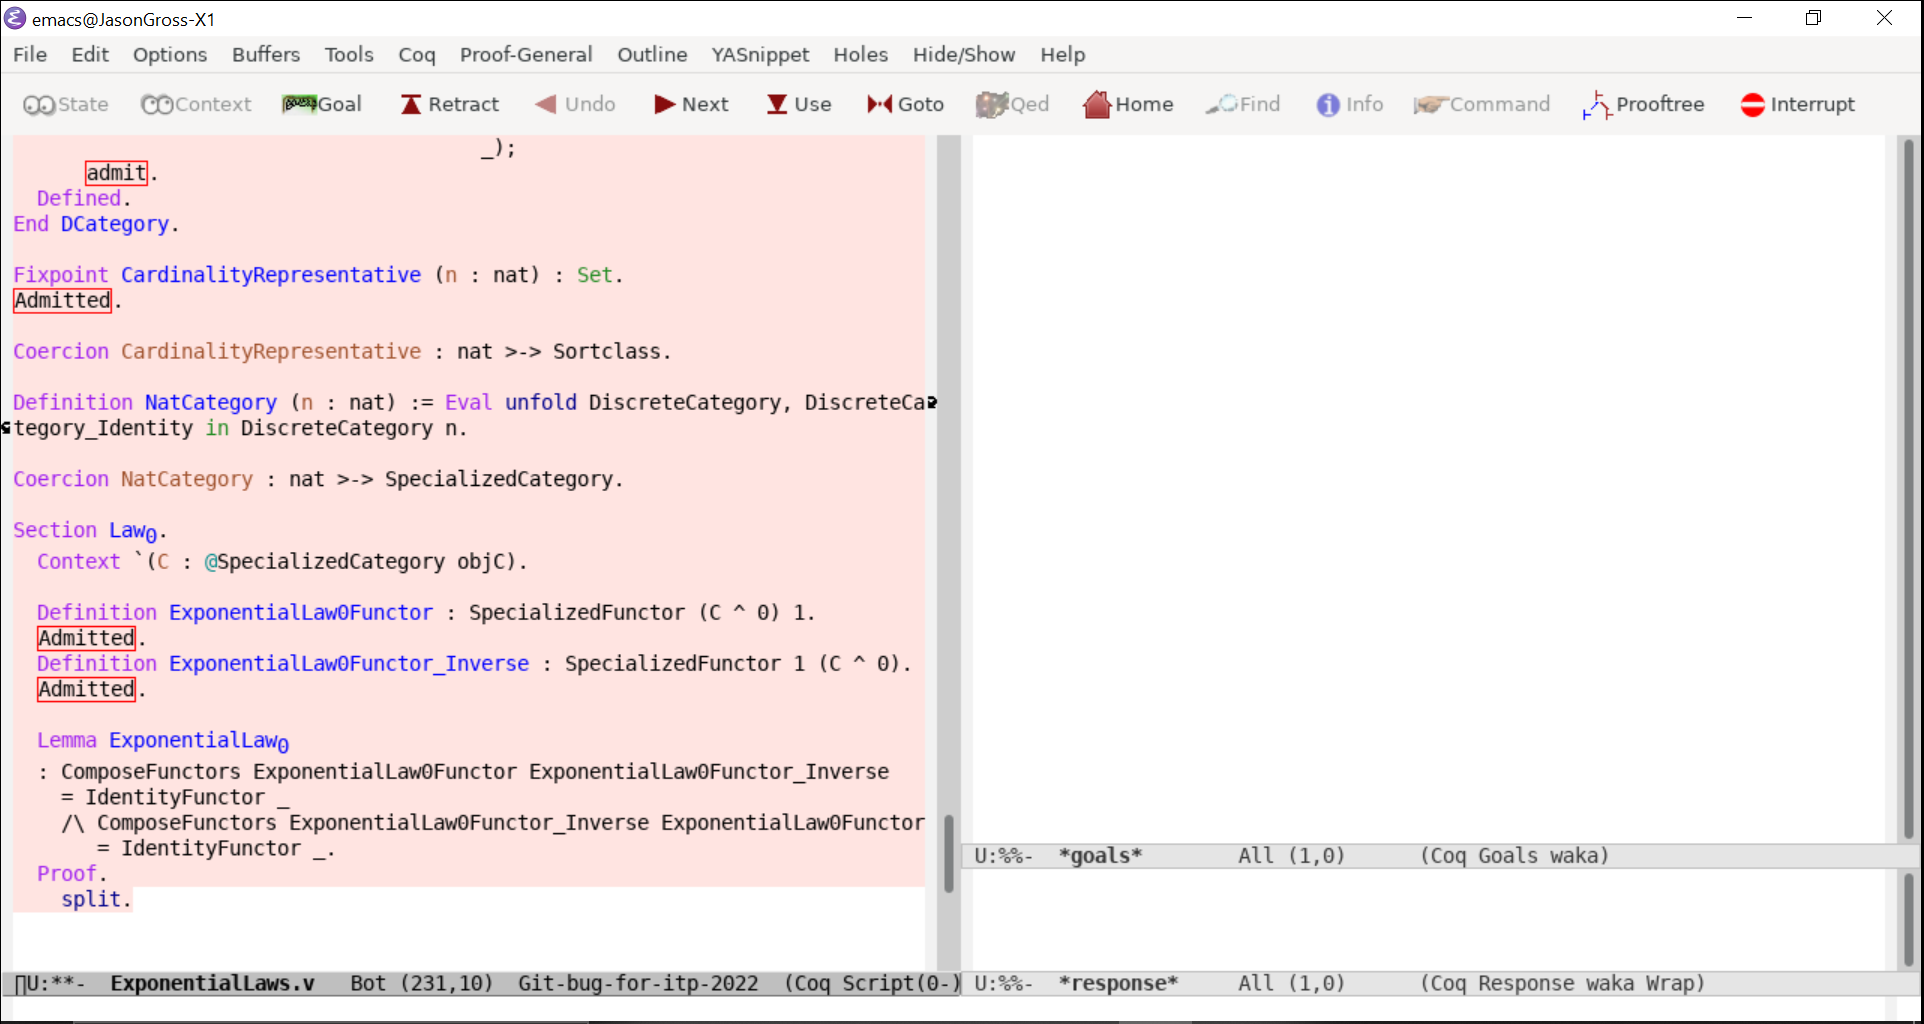 emacs@JasonGross-X1
File Edit Options Buffers Tools Coq Proof-General Outline YASnippet Holes Hide/Show Help
State Context Goal Retract Undo Next Use Goto Qed Home Find Info Command Prooftree Interrupt
_);
admit.
Defined.
End DCategory.
Fixpoint CardinalityRepresentative (n : nat) : Set.
Admitted.
Coercion CardinalityRepresentative : nat >-> Sortclass.
Definition NatCategory (n : nat) := Eval unfold DiscreteCategory, DiscreteCa
tegory_Identity in DiscreteCategory n.
Coercion NatCategory : nat >-> SpecializedCategory.
Section Law0.
Context `(C : @SpecializedCategory objC).
Definition ExponentialLaw0Functor : SpecializedFunctor (C ^ 0) 1.
Admitted.
Definition ExponentialLaw0Functor_Inverse : SpecializedFunctor 1 (C ^ 0).
Admitted.
Lemma ExponentialLaw0
: ComposeFunctors ExponentialLaw0Functor ExponentialLaw0Functor_Inverse
= IdentityFunctor _
/\ ComposeFunctors ExponentialLaw0Functor_Inverse ExponentialLaw0Functor
= IdentityFunctor _.
Proof.
split.
U:**- ExponentialLaws.v Bot (231,10) Git-bug-for-itp-2022 (Coq Script(0-)
U:%%- *goals* All (1,0) (Coq Goals waka)
U:%%- *response* All (1,0) (Coq Response waka Wrap)